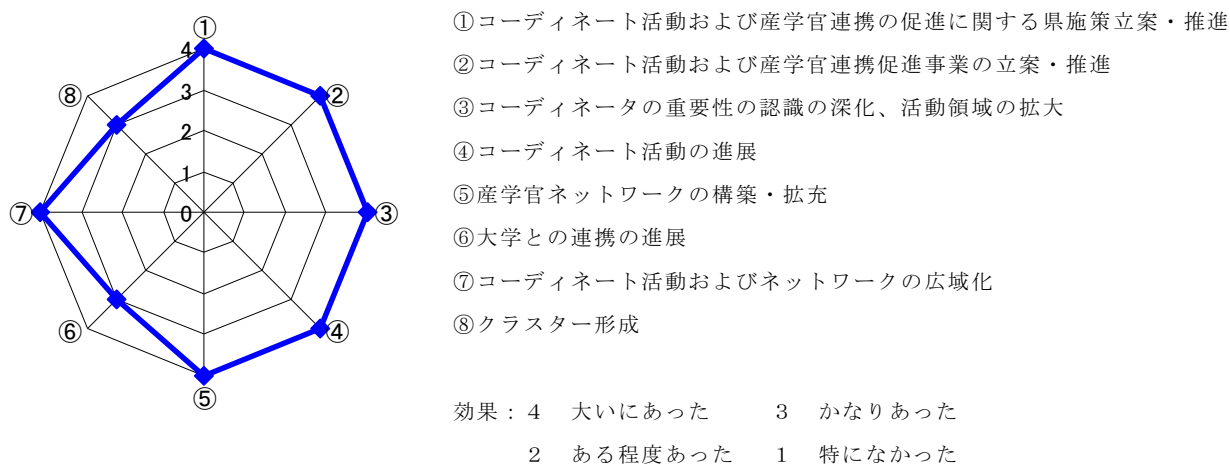 ①
4
3
2
1
0
②
③
④
⑤
⑥
⑦
⑧
①コーディネート活動および産学官連携の促進に関する県施策立案・推進
②コーディネート活動および産学官連携促進事業の立案・推進
③コーディネータの重要性の認識の深化、活動領域の拡大
④コーディネート活動の進展
⑤産学官ネットワークの構築・拡充
⑥大学との連携の進展
⑦コーディネート活動およびネットワークの広域化
⑧クラスター形成
効果：４　大いにあった　　３　かなりあった
２　ある程度あった　１　特になかった